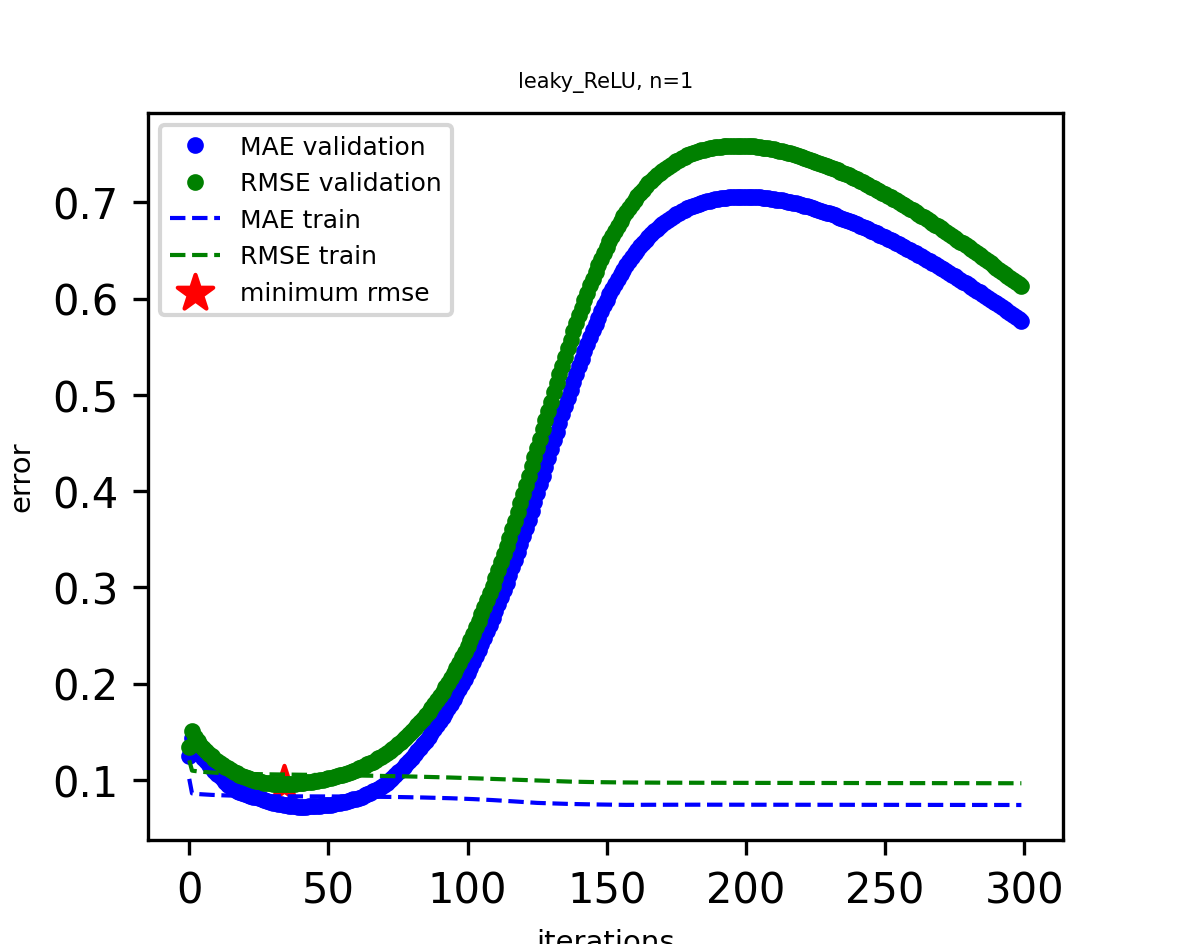 leaky_ReLU, n=1
MAE validation
RMSE validation
MAE train
RMSE train
minimum rmse
error
0.7
0.6
0.5
0.4
0.3
0.2
0.1
0 50 100 150 200 250 300
iterations